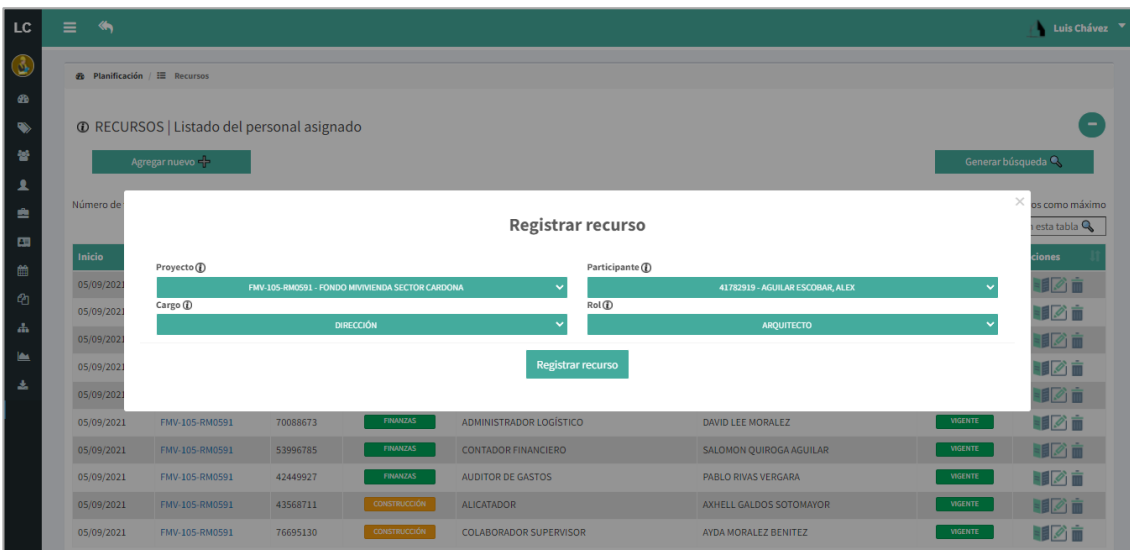 LC
Luis Chávez
Planificación / Recursos
RECURSOS | Listado del personal asignado
Agregar nuevo
Generar búsqueda
Número de
os como máximo
esta tabla
Inicio
ciones
Registrar recurso
×
Proyecto
Participante
FMV-105-RM0591 - FONDO MIVIVIENDA SECTOR CARDONA
41782919 - AGUILAR ESCOBAR, ALEX
Cargo
Rol
DIRECCIÓN
ARQUITECTO
Registrar recurso
05/09/2021
05/09/2021
05/09/2021
05/09/2021
05/09/2021
05/09/2021 FMV-105-RM0591 70088673 FINANZAS ADMINISTRADOR LOGÍSTICO DAVID LEE MORALEZ VIGENTE
05/09/2021 FMV-105-RM0591 53996785 FINANZAS CONTADOR FINANCIERO SALOMON QUIROGA AGUILAR VIGENTE
05/09/2021 FMV-105-RM0591 42449927 FINANZAS AUDITOR DE GASTOS PABLO RIVAS VERGARA VIGENTE
05/09/2021 FMV-105-RM0591 43568711 CONSTRUCCIÓN ALICATADOR AXHELL GALDOS SOTOMAYOR VIGENTE
05/09/2021 FMV-105-RM0591 76695130 CONSTRUCCIÓN COLABORADOR SUPERVISOR AYDA MORALEZ BENITEZ VIGENTE